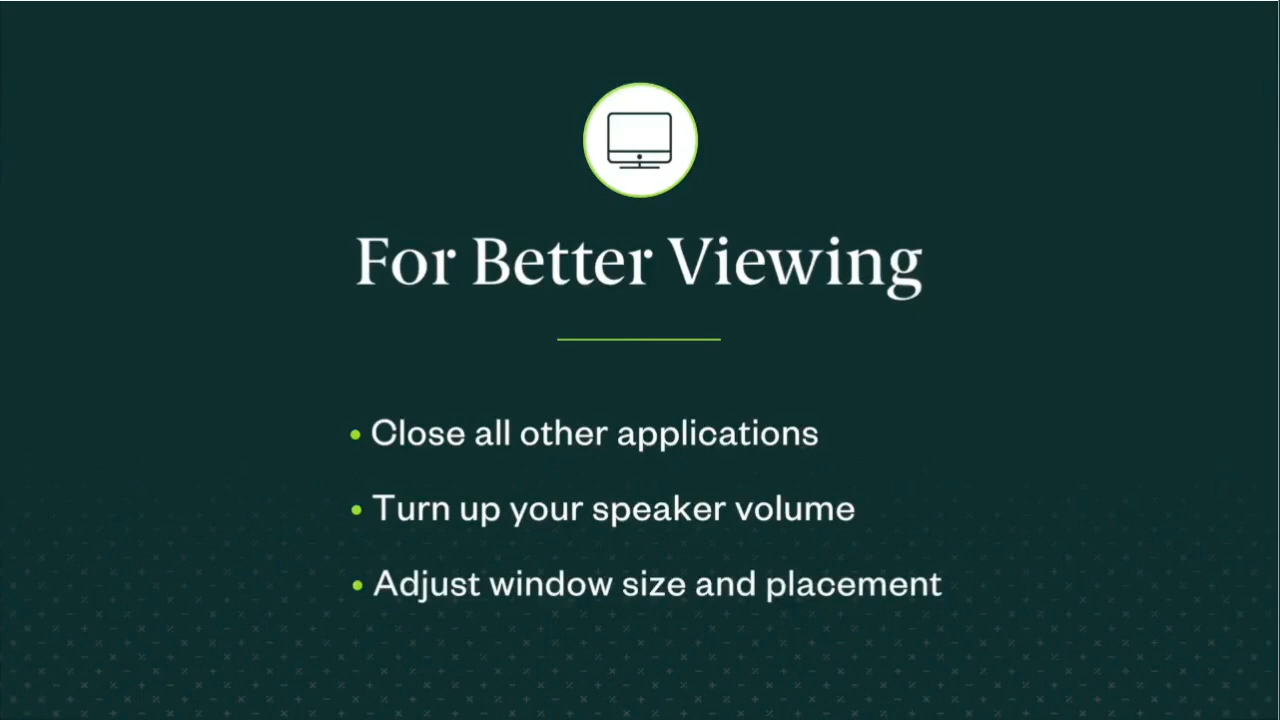 For Better Viewing
• Close all other applications
• Turn up your speaker volume
• Adjust window size and placement